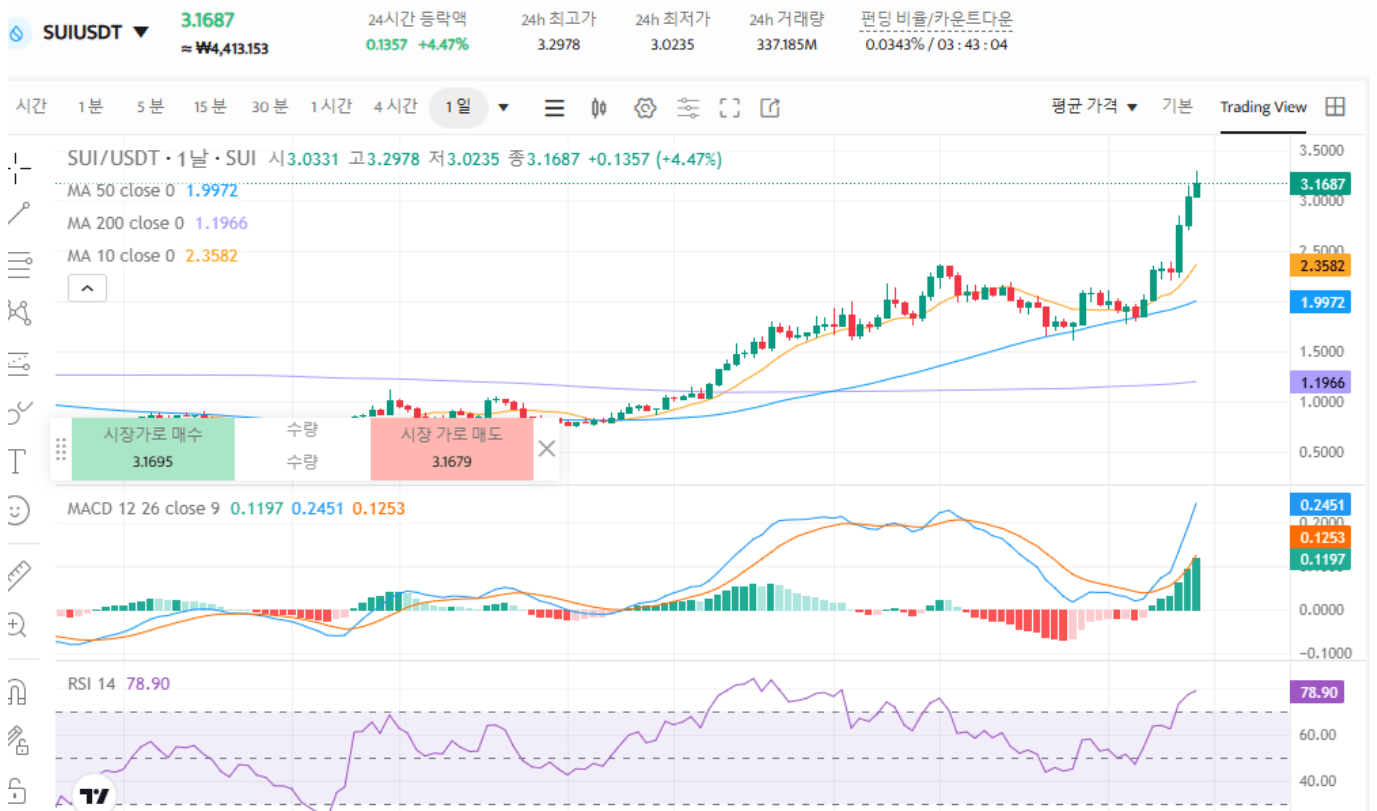 SUIUSDT ▼
3.1687
≈ ₩4,413.153
24시간 등락액
0.1357 +4.47%
24h 최고가
3.2978
24h 최저가
3.0235
24h 거래량
337.185M
펀딩 비율/카운트다운
0.0343% / 03 : 43 : 04
시간 1분 5분 15분 30분 1시간 4시간 1일 ▼
평균 가격 ▼ 기본 Trading View
SUI/USDT · 1날 · SUI 시3.0331 고3.2978 저3.0235 종3.1687 +0.1357 (+4.47%)
MA 50 close 0 1.9972
MA 200 close 0 1.1966
MA 10 close 0 2.3582
3.5000
3.1687
3.0000
2.5000
2.3582
1.9972
1.5000
1.1966
1.0000
0.5000
시장가로 매수
3.1695
수량
수량
시장 가로 매도
3.1679
MACD 12 26 close 9 0.1197 0.2451 0.1253
0.2451
0.2000
0.1253
0.1197
0.0000
−0.1000
RSI 14 78.90
78.90
60.00
40.00